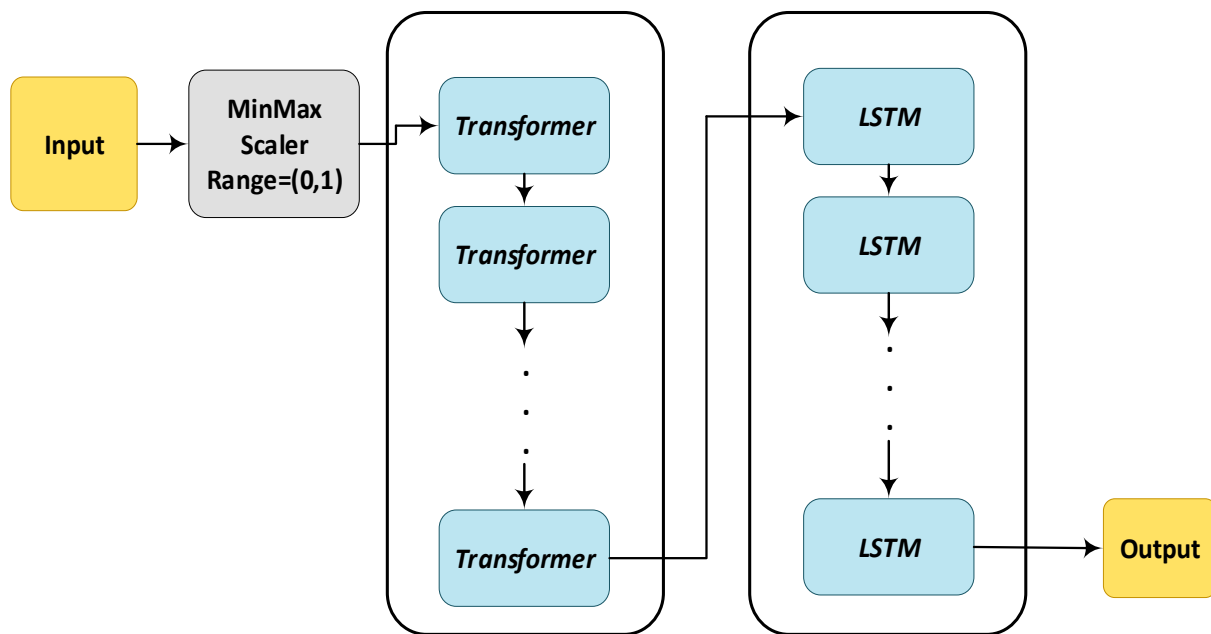 Input
MinMax
Scaler
Range=(0,1)
Transformer
Transformer
.
.
.
Transformer
LSTM
LSTM
.
.
.
LSTM
Output